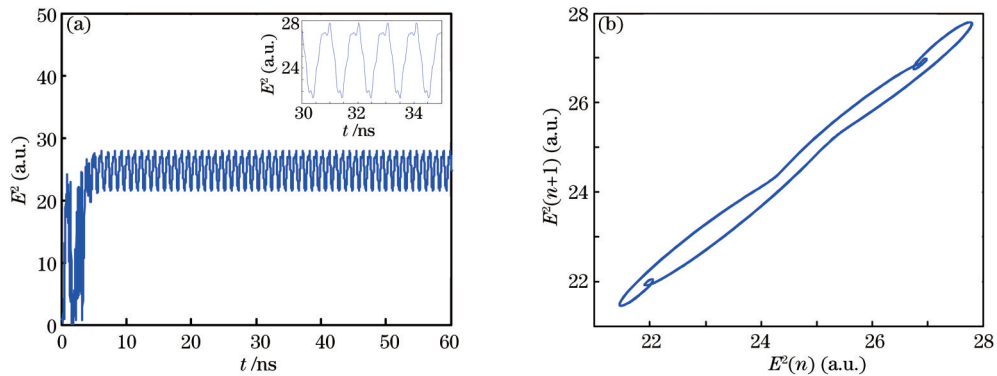 (a)
50
40
30
20
10
0
E² (a.u.)
0 10 20 30 40 50 60
t /ns
28
24
22
E² (a.u.)
30 32 34
t /ns
(b)
28
26
24
22
E²(n+1) (a.u.)
22 24 26 28
E²(n) (a.u.)